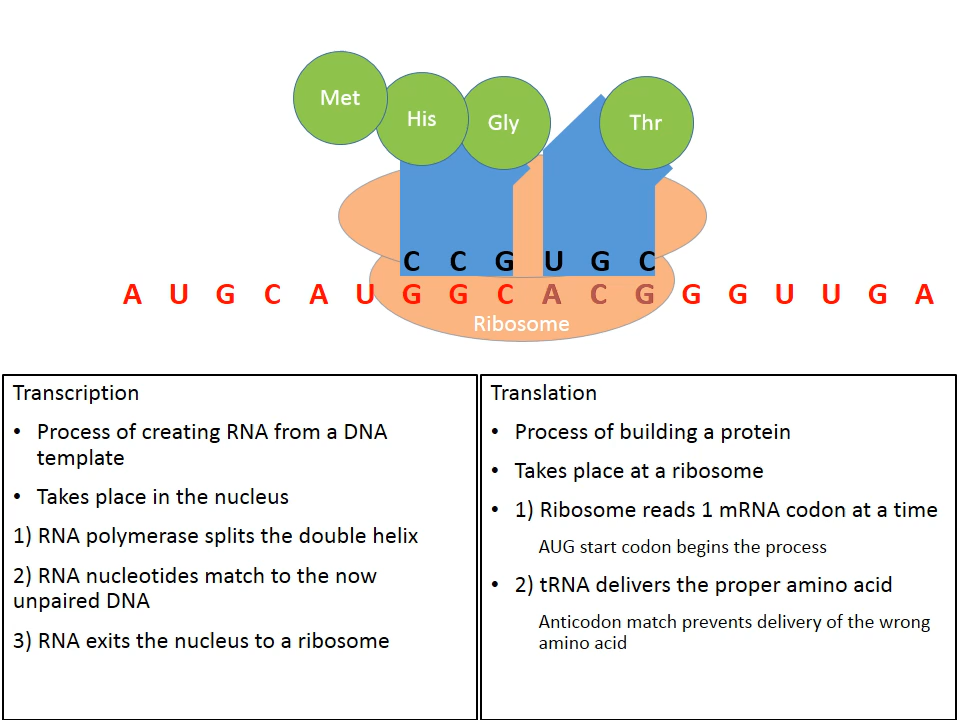 Met
His
Gly
Thr
C C G U G C
A U G C A U G G C A C G G G U U G A
Ribosome
Transcription
• Process of creating RNA from a DNA
template
• Takes place in the nucleus
1) RNA polymerase splits the double helix
2) RNA nucleotides match to the now
unpaired DNA
3) RNA exits the nucleus to a ribosome
Translation
• Process of building a protein
• Takes place at a ribosome
• 1) Ribosome reads 1 mRNA codon at a time
AUG start codon begins the process
• 2) tRNA delivers the proper amino acid
Anticodon match prevents delivery of the wrong
amino acid